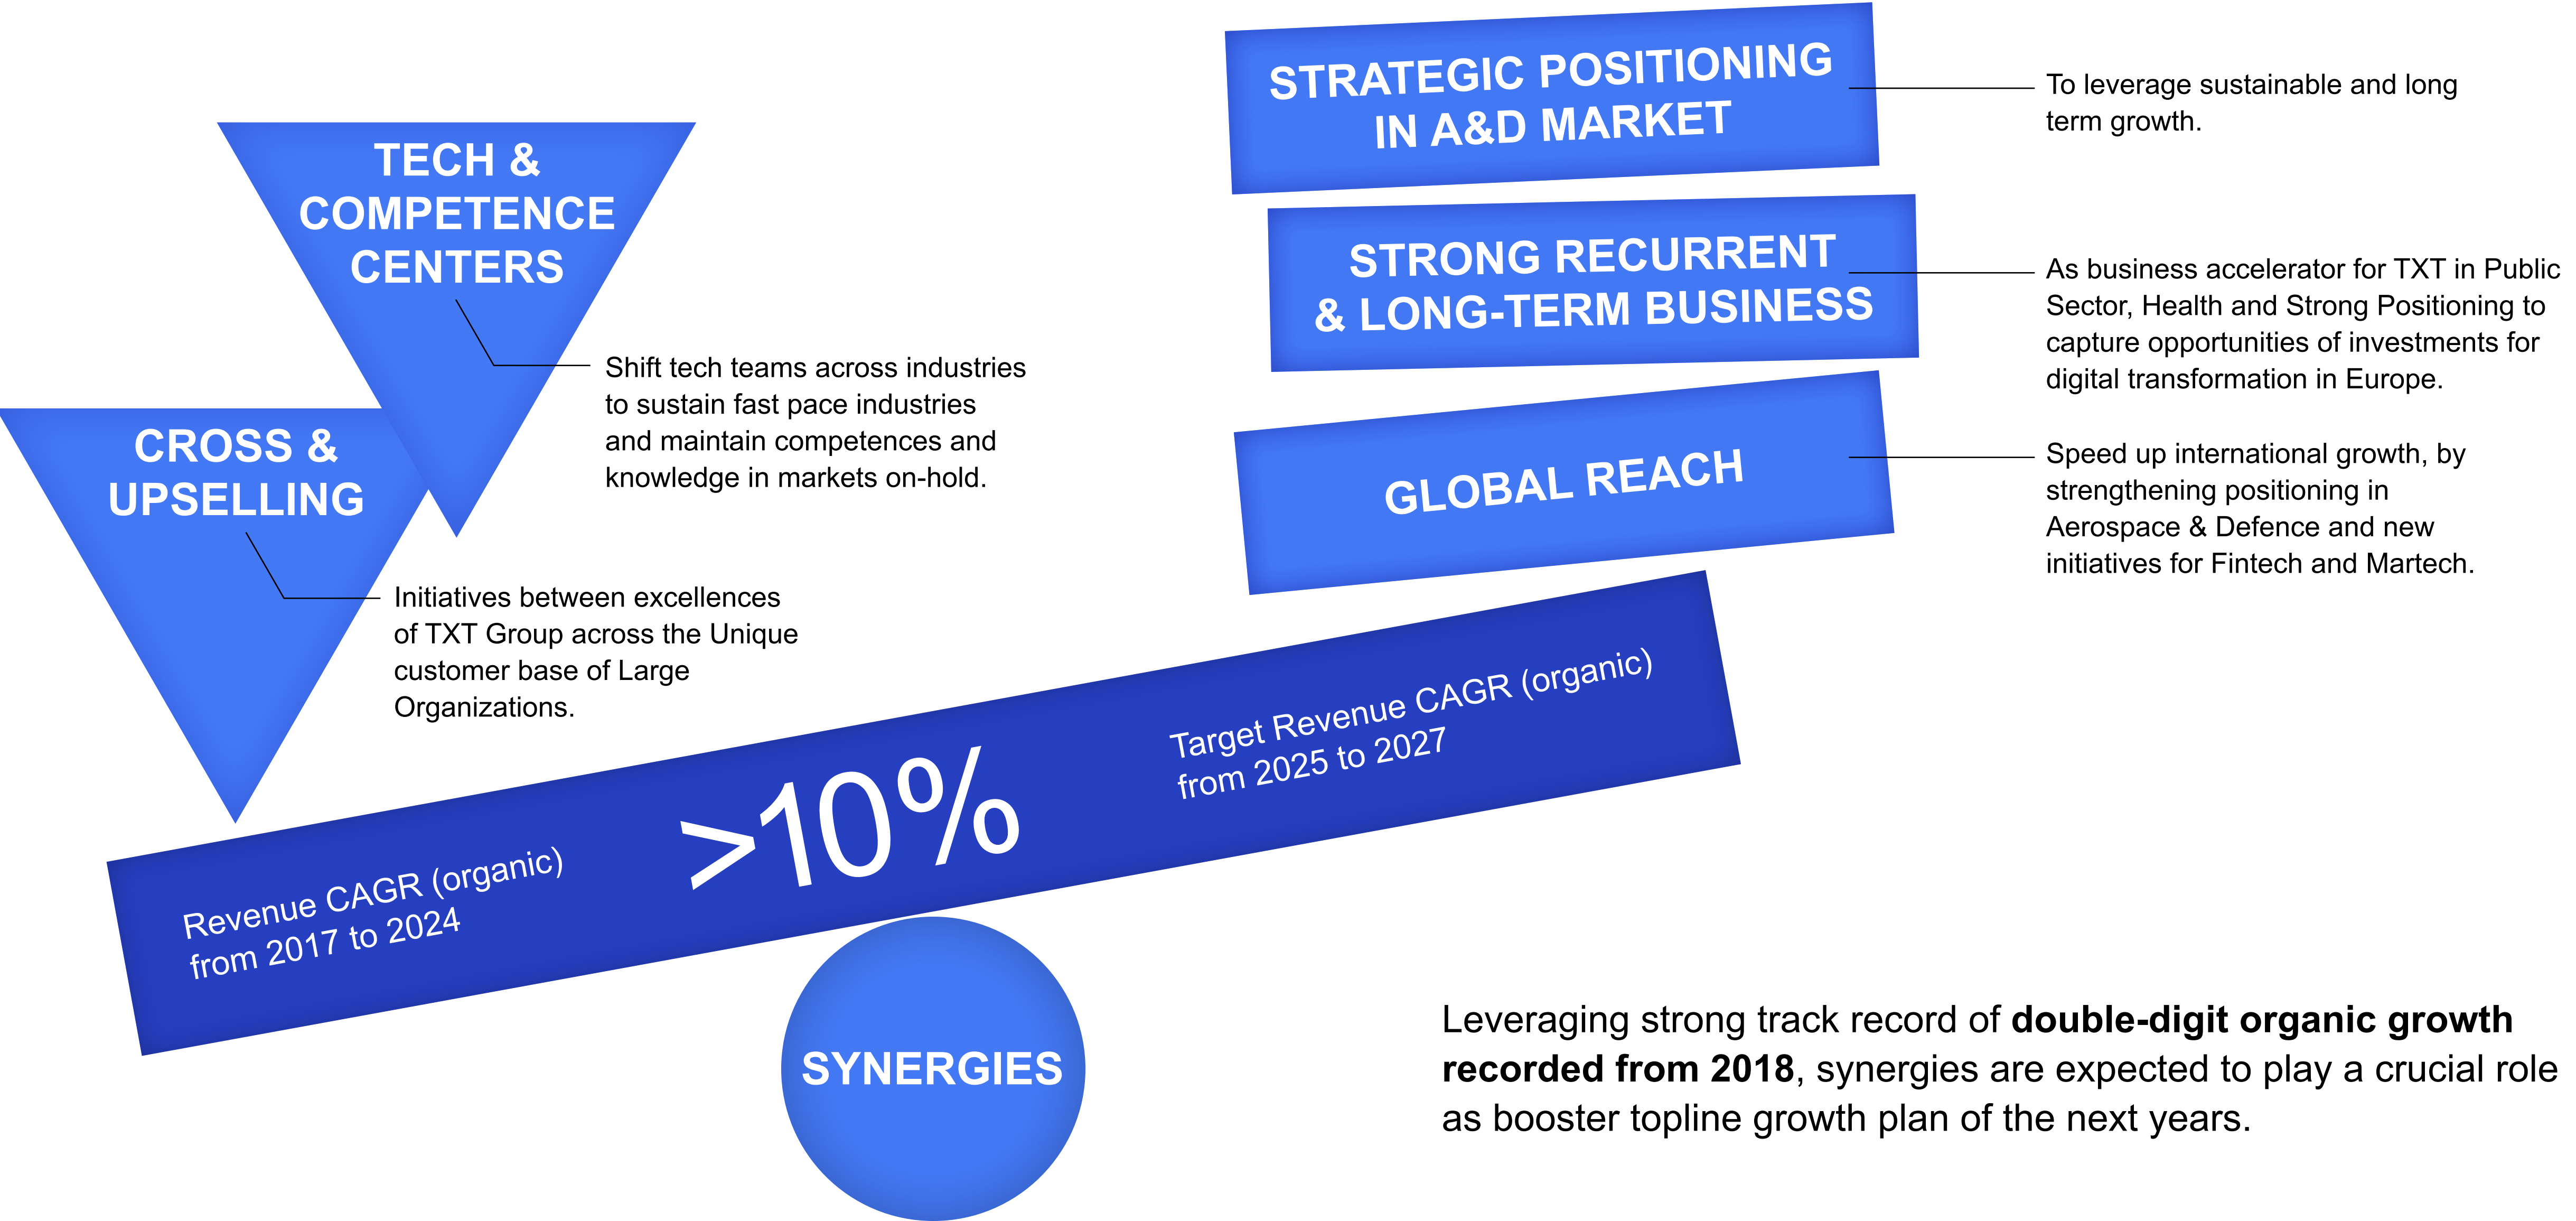 STRATEGIC POSITIONING
IN A&D MARKET
To leverage sustainable and long
term growth.
TECH &
COMPETENCE
CENTERS
Shift tech teams across industries
to sustain fast pace industries
and maintain competences and
knowledge in markets on-hold.
STRONG RECURRENT
& LONG-TERM BUSINESS
As business accelerator for TXT in Public
Sector, Health and Strong Positioning to
capture opportunities of investments for
digital transformation in Europe.
CROSS &
UPSELLING
Initiatives between excellences
of TXT Group across the Unique
customer base of Large
Organizations.
GLOBAL REACH
Speed up international growth, by
strengthening positioning in
Aerospace & Defence and new
initiatives for Fintech and Martech.
Revenue CAGR (organic)
from 2017 to 2024
>10%
Target Revenue CAGR (organic)
from 2025 to 2027
SYNERGIES
Leveraging strong track record of double-digit organic growth
recorded from 2018, synergies are expected to play a crucial role
as booster topline growth plan of the next years.